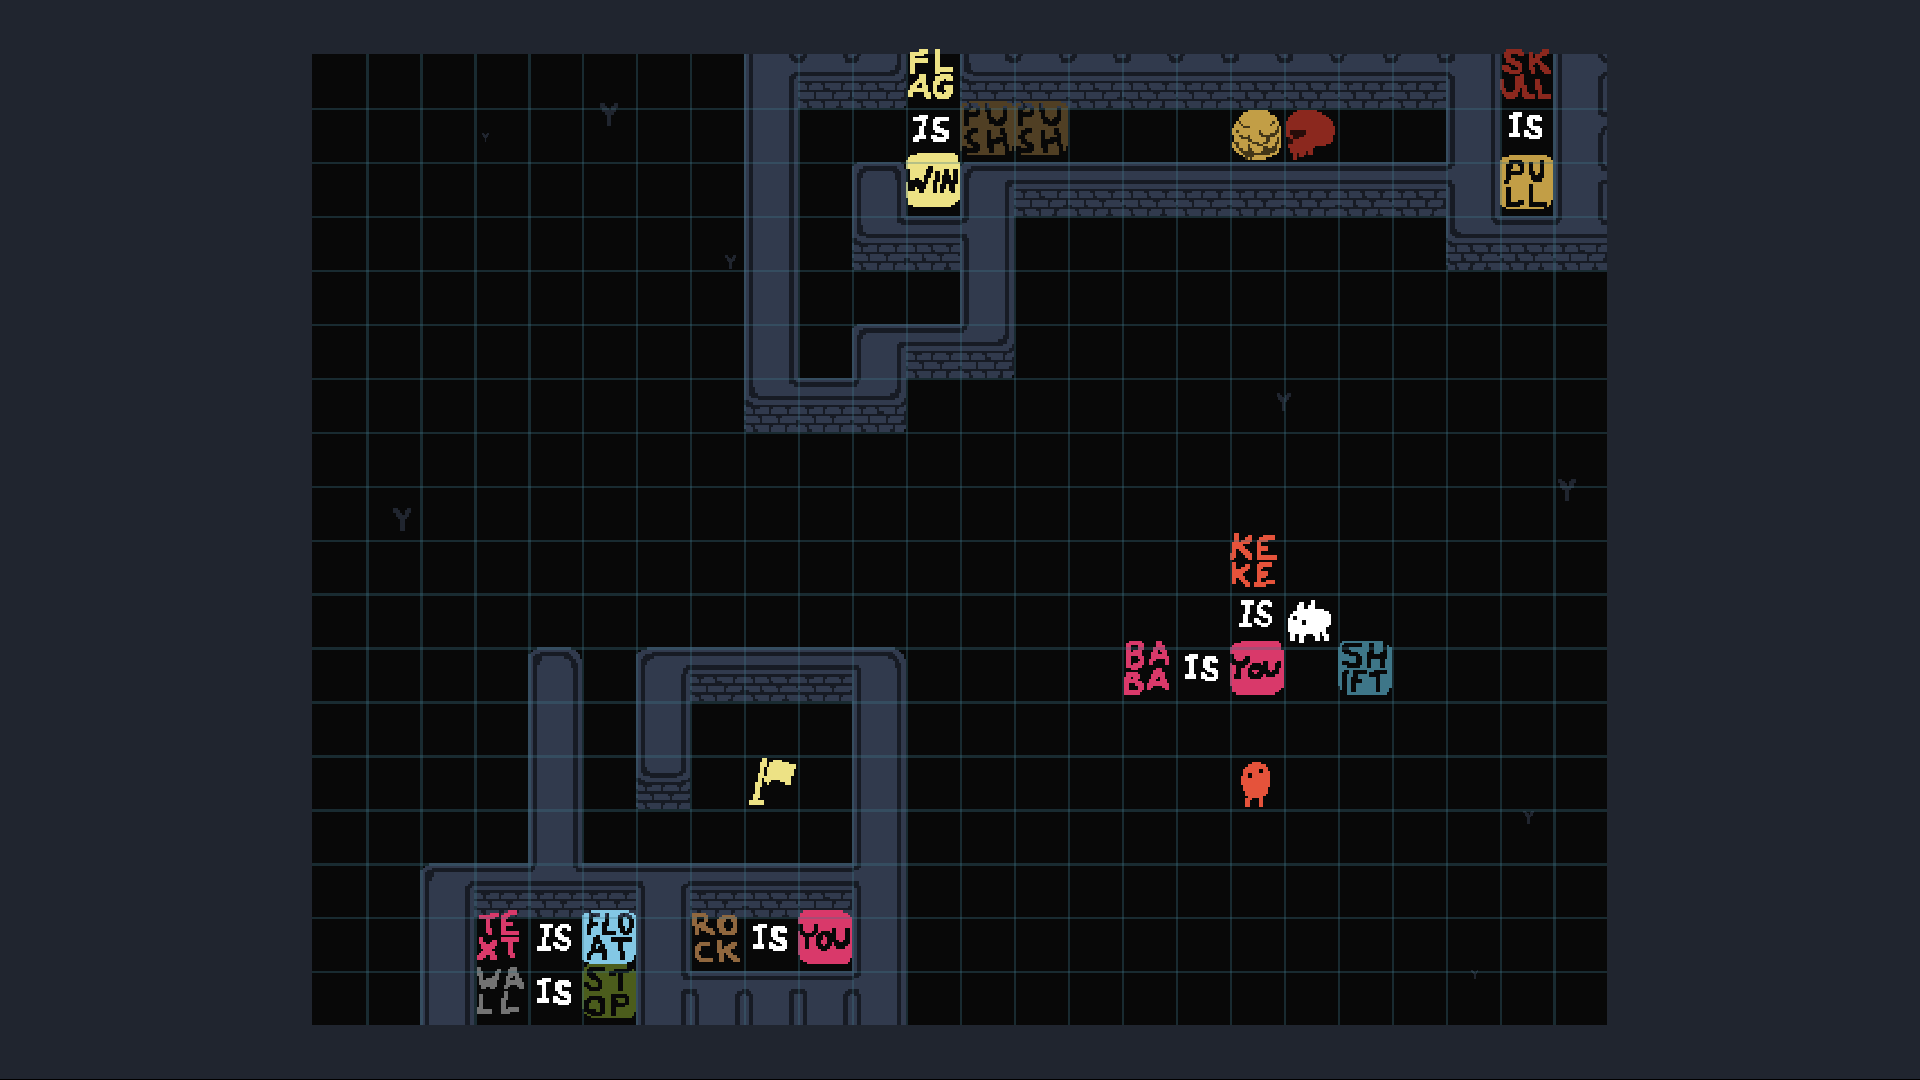 FLAG
IS PUSH PUSH
WIN
SKULL
IS
PULL
KEKE
IS
BABA IS YOU SHIFT
TEXT IS FLOAT
WALL IS STOP
ROCK IS YOU